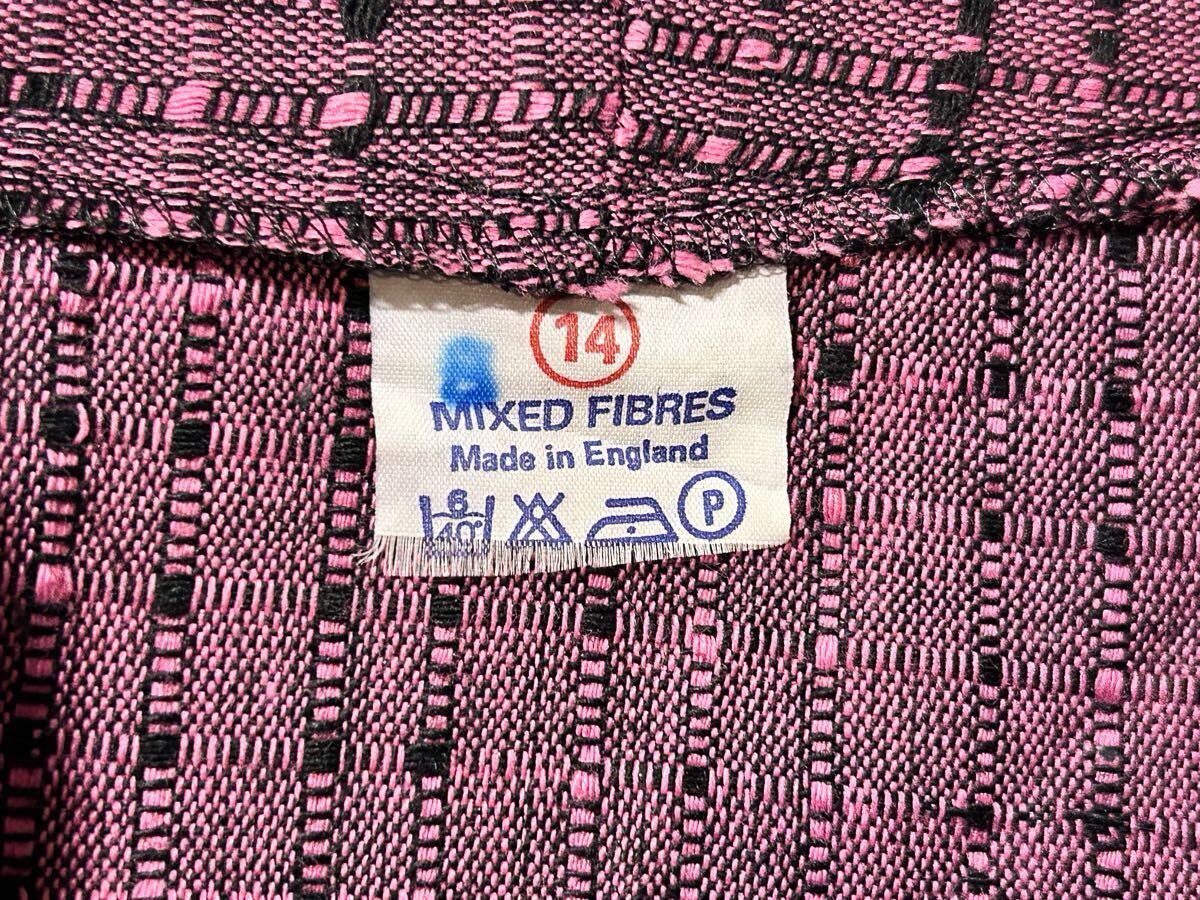 14
MIXED FIBRES
Made in England
6
40° P